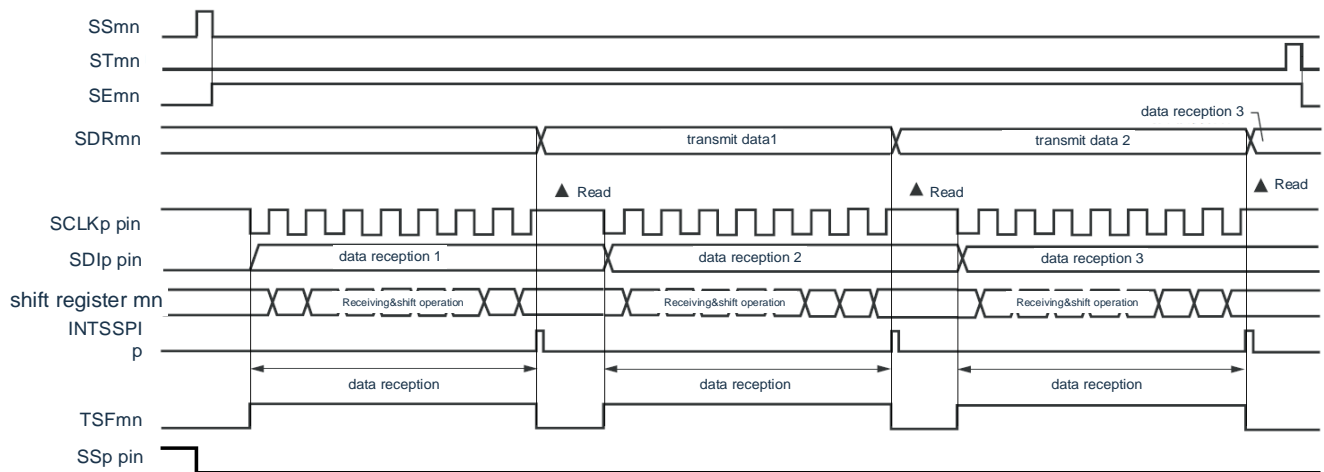 SSmn
STmn
SEmn
data reception 3
SDRmn
transmit data1
transmit data 2
Read
Read
Read
SCLKp pin
SDIp pin
data reception 1
data reception 2
data reception 3
shift register mn
Receiving&shift operation
Receiving&shift operation
Receiving&shift operation
INTSSPI
p
data reception
data reception
data reception
TSFmn
SSp pin